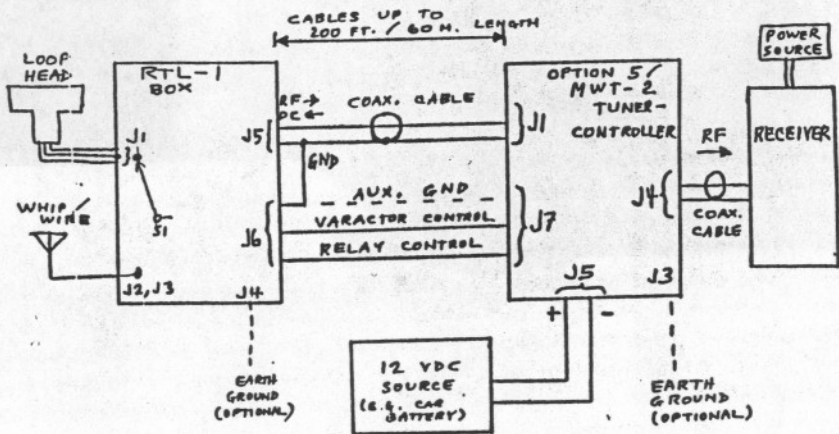 CABLES UP TO
200 FT. / 60 M. LENGTH
LOOP
HEAD
RTL-1
BOX
J1
WHIP/
WIRE
S1
J2, J3
J4
EARTH
GROUND
(OPTIONAL)
RF→
DC←
COAX. CABLE
J5
GND
J6
AUX. GND
VARACTOR CONTROL
RELAY CONTROL
OPTION 5/
MWT-2
TUNER-
CONTROLLER
J1
J7
J4
J5
J3
+ -
12 VDC
SOURCE
(E.G. CAR
BATTERY)
EARTH
GROUND
(OPTIONAL)
RF
COAX.
CABLE
POWER
SOURCE
RECEIVER